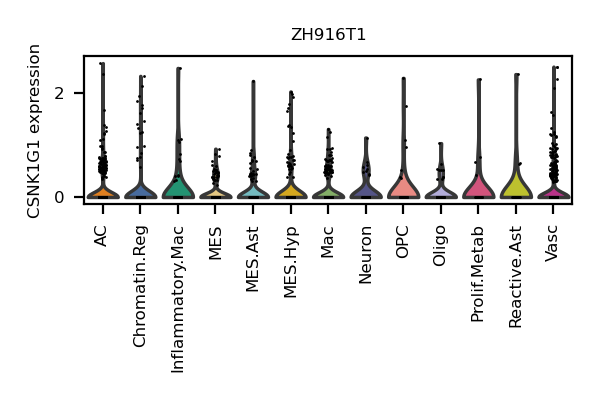 ZH916T1
CSNK1G1 expression
2
0
AC
Chromatin.Reg
Inflammatory.Mac
MES
MES.Ast
MES.Hyp
Mac
Neuron
OPC
Oligo
Prolif.Metab
Reactive.Ast
Vasc